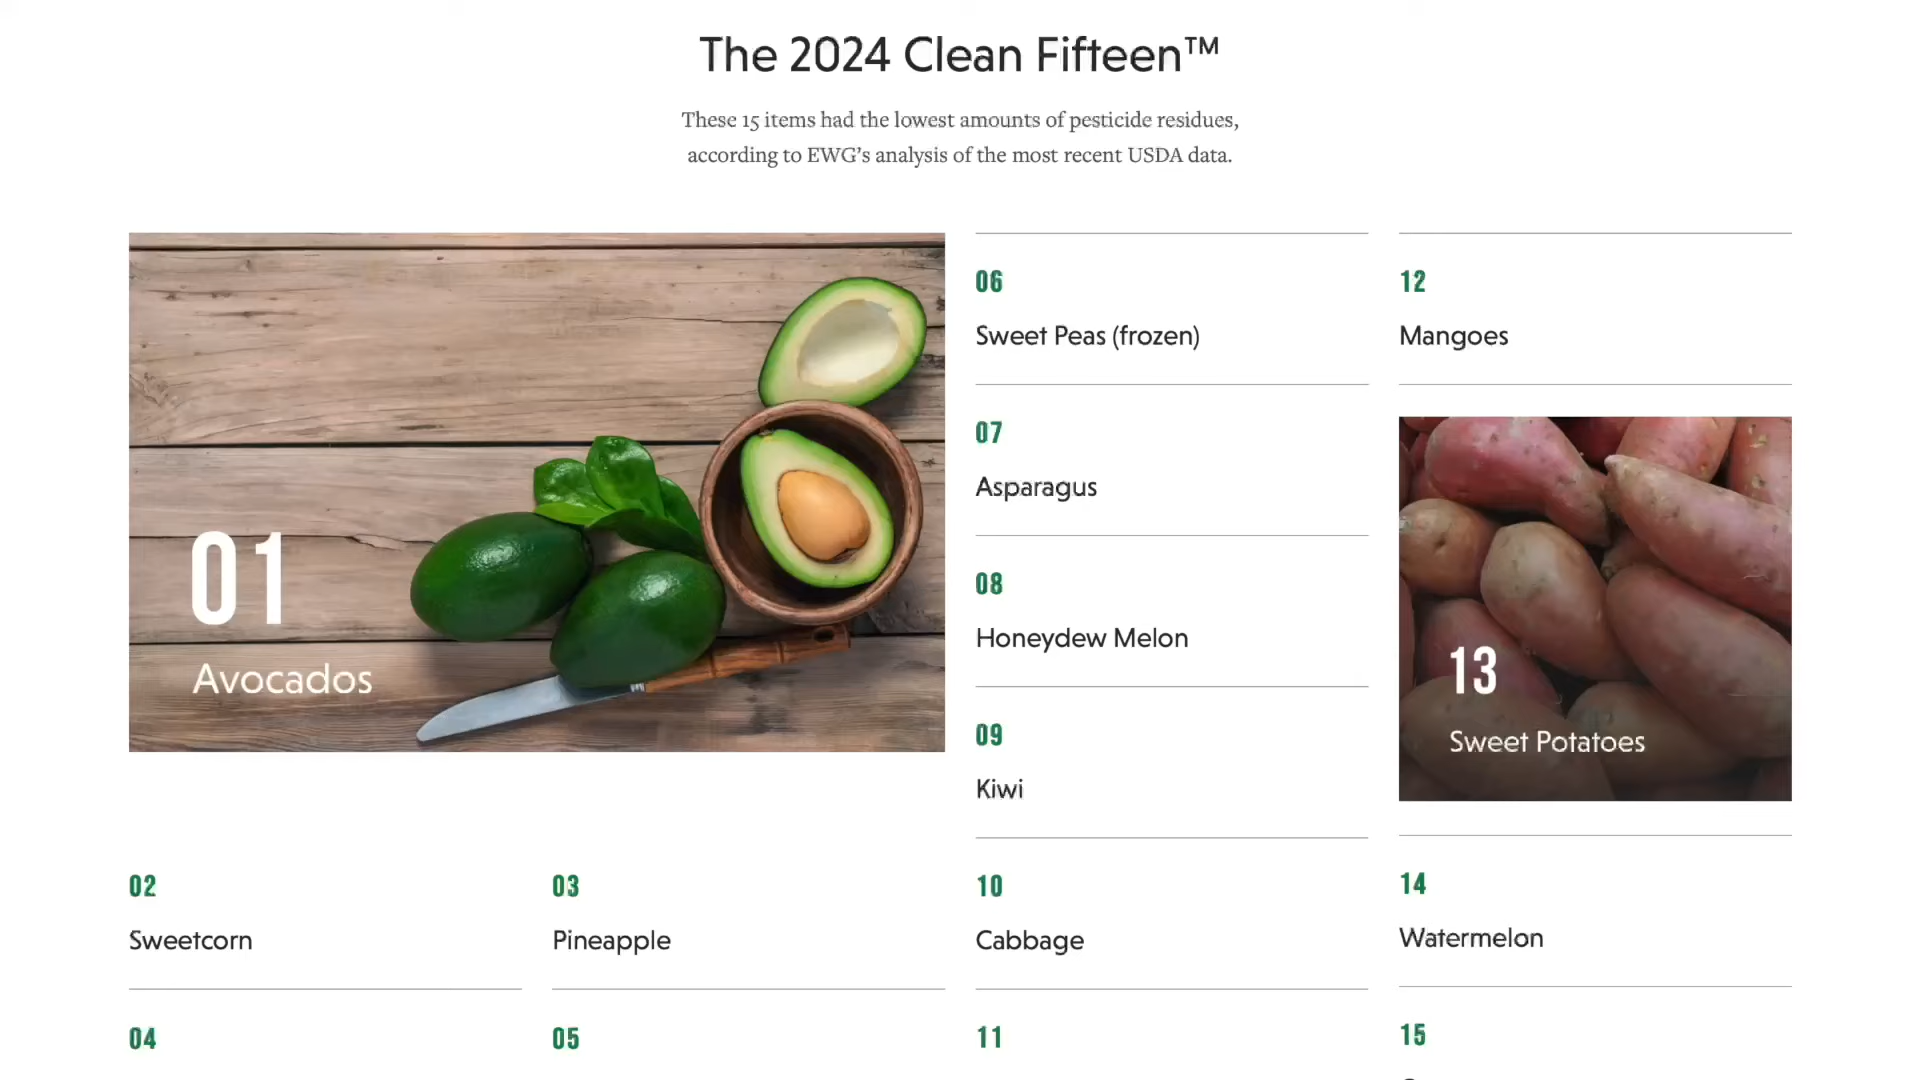 The 2024 Clean Fifteen™
These 15 items had the lowest amounts of pesticide residues,
according to EWG’s analysis of the most recent USDA data.
01
Avocados
02
Sweetcorn
03
Pineapple
04
05
06
Sweet Peas (frozen)
07
Asparagus
08
Honeydew Melon
09
Kiwi
10
Cabbage
11
12
Mangoes
13
Sweet Potatoes
14
Watermelon
15